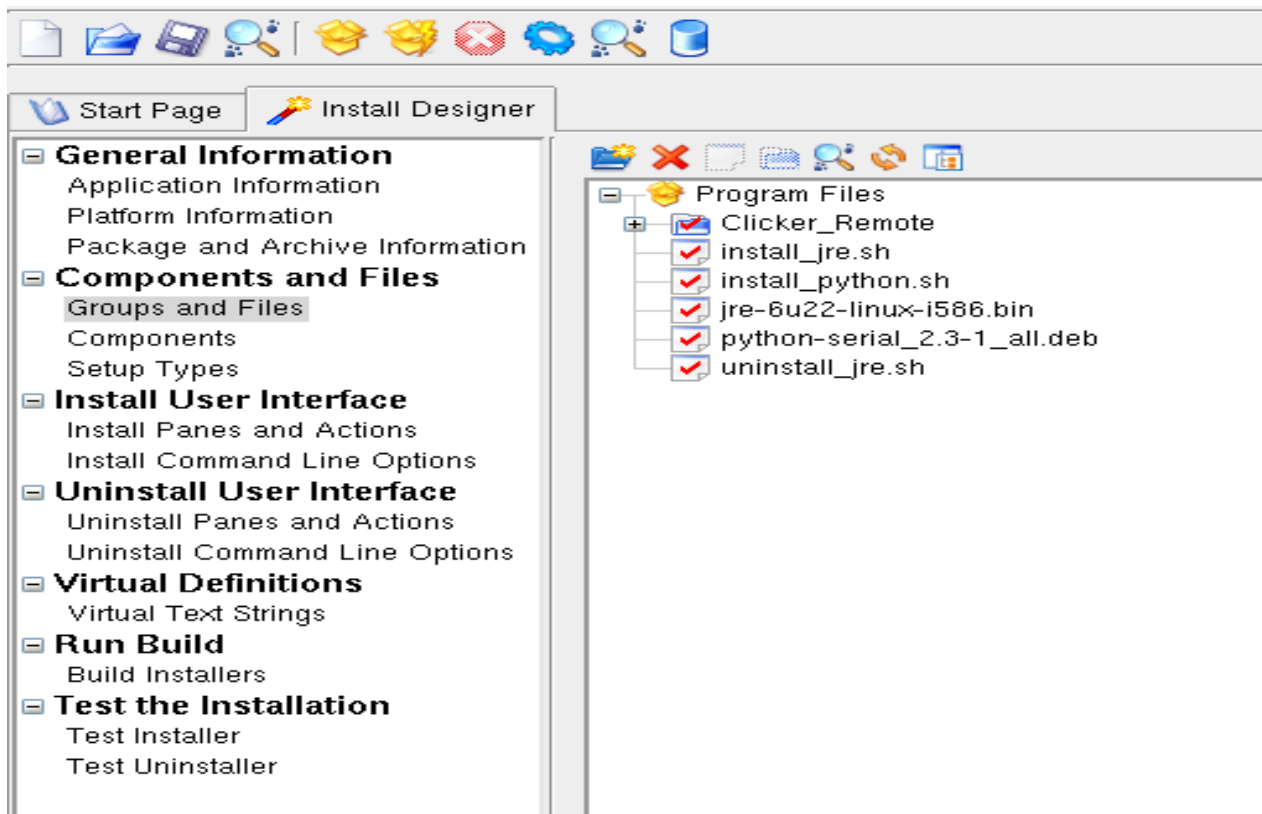 Start Page
Install Designer
General Information
Application Information
Platform Information
Package and Archive Information
Components and Files
Groups and Files
Components
Setup Types
Install User Interface
Install Panes and Actions
Install Command Line Options
Uninstall User Interface
Uninstall Panes and Actions
Uninstall Command Line Options
Virtual Definitions
Virtual Text Strings
Run Build
Build Installers
Test the Installation
Test Installer
Test Uninstaller
Program Files
Clicker_Remote
install_jre.sh
install_python.sh
jre-6u22-linux-i586.bin
python-serial_2.3-1_all.deb
uninstall_jre.sh